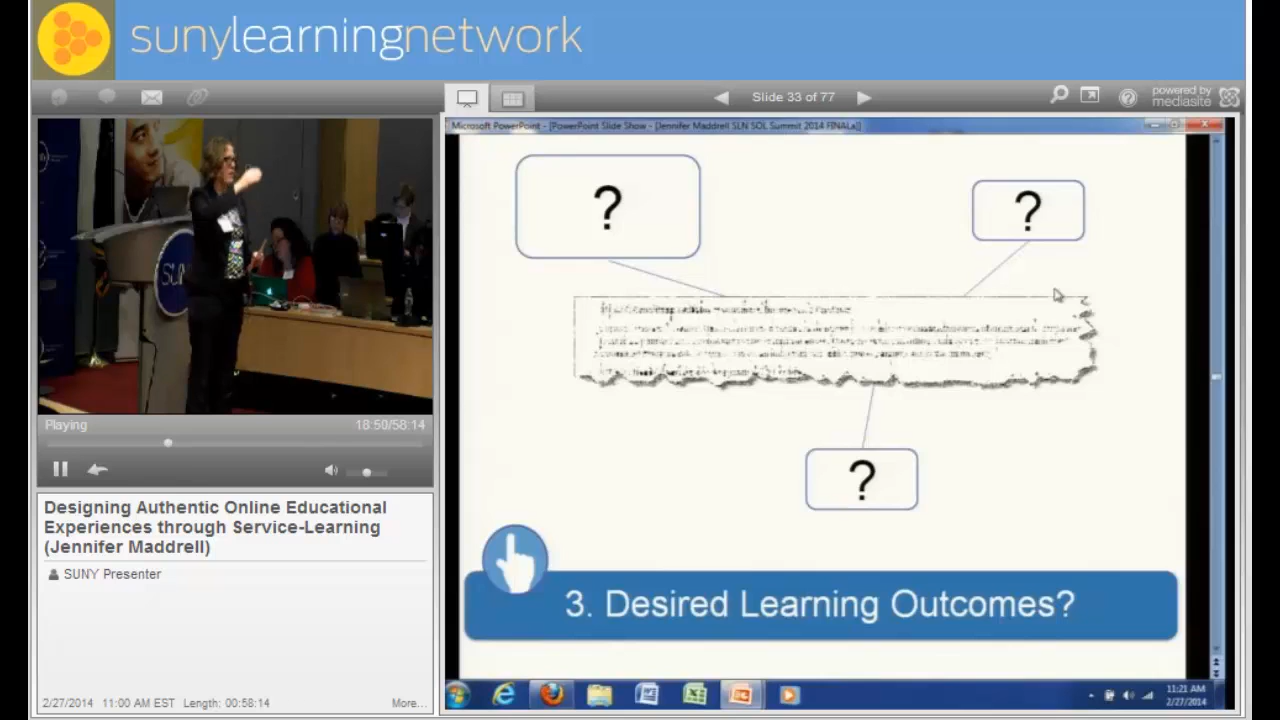 sunylearningnetwork
Slide 33 of 77
powered by
mediasite
Microsoft PowerPoint - [PowerPoint Slide Show - [Jennifer Maddrell SLN SOL Summit 2014 FINALa]]
SUNY
?
?
?
3. Desired Learning Outcomes?
Playing
18:50/58:14
Designing Authentic Online Educational
Experiences through Service-Learning
(Jennifer Maddrell)
SUNY Presenter
2/27/2014 11:00 AM EST Length: 00:58:14
More...
11:21 AM
2/27/2014